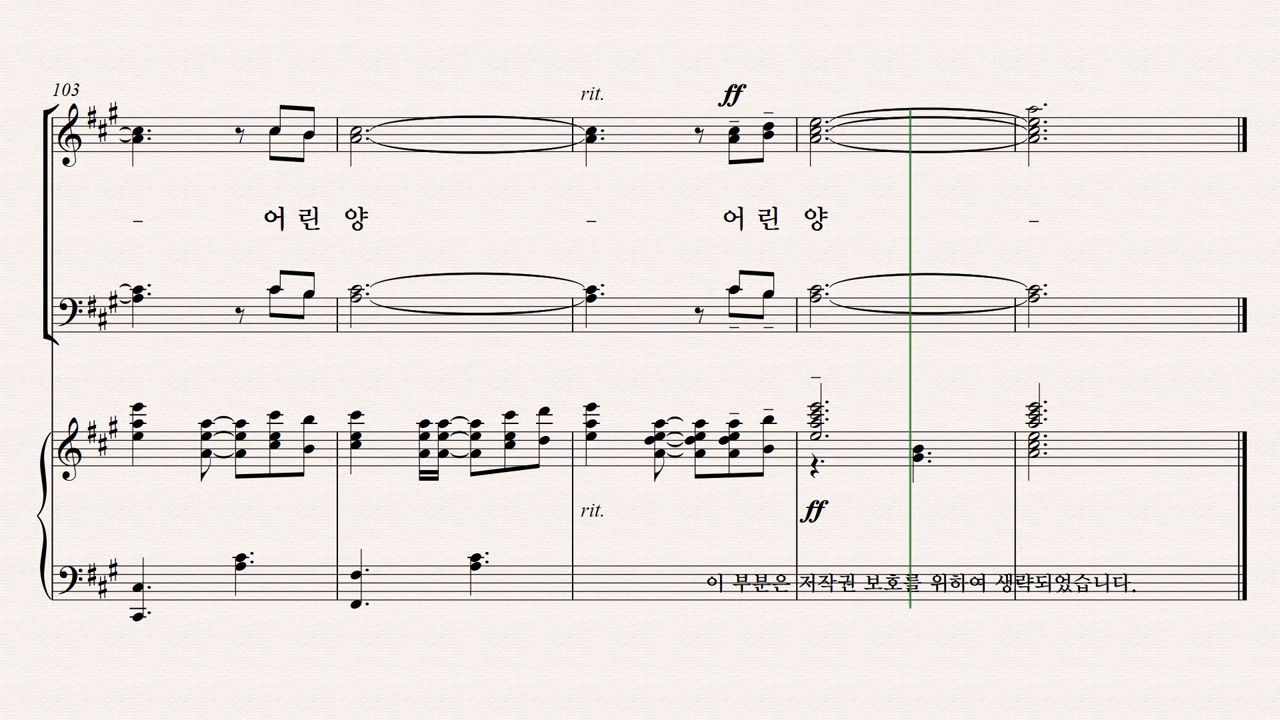 103
rit. ff
- 어 린 양 - 어 린 양 -
rit. ff
이 부분은 저작권 보호를 위하여 생략되었습니다.